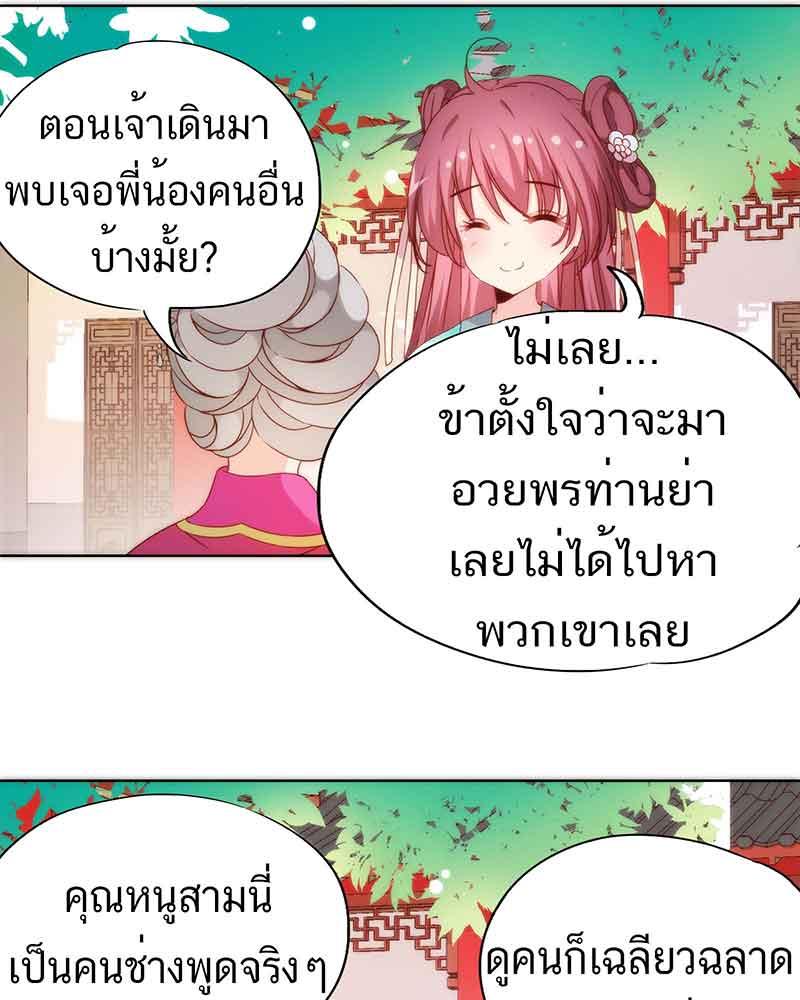 ตอนเจ้าเดินมา
พบเจอพี่น้องคนอื่น
บ้างมั้ย?
ไม่เลย...
ข้าตั้งใจว่าจะมา
อวยพรท่านย่า
เลยไม่ได้ไปหา
พวกเขาเลย
คุณหนูสามนี่
เป็นคนช่างพูดจริงๆ
ดูคนก็เฉลียวฉลาด